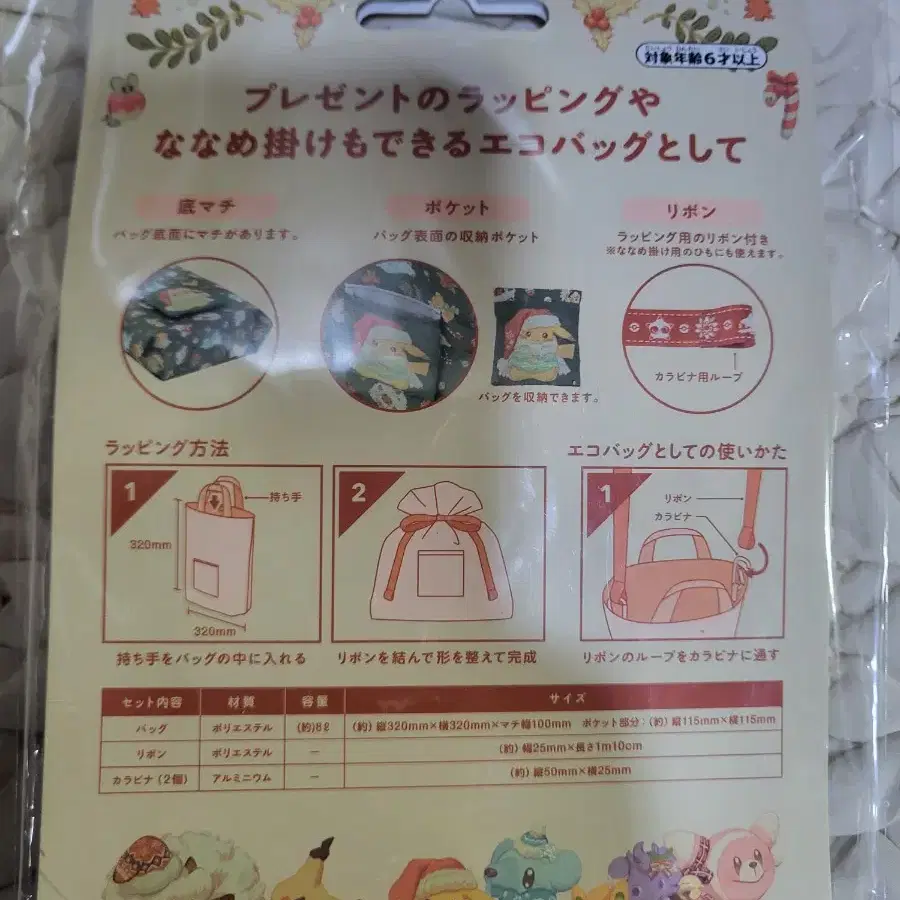 対象年齢6才以上
プレゼントのラッピングや
ななめ掛けもできるエコバッグとして
底マチ
バッグ底面にマチがあります。
ポケット
バッグ表面の収納ポケット
バッグを収納できます。
リボン
ラッピング用のリボン付き
※ななめ掛け用のひもにも使えます。
カラビナ用ループ
ラッピング方法
1
持ち手
320mm
320mm
持ち手をバッグの中に入れる
2
リボンを結んで形を整えて完成
エコバッグとしての使いかた
1
リボン
カラビナ
リボンのループをカラビナに通す
セット内容 材質 容量 サイズ
バッグ ポリエステル (約)8ℓ (約) 縦320mm×横320mm×マチ幅100mm ポケット部分：(約) 縦115mm×横115mm
リボン ポリエステル ー (約) 幅25mm×長さ1m10cm
カラビナ (2個) アルミニウム ー (約) 縦50mm×横25mm